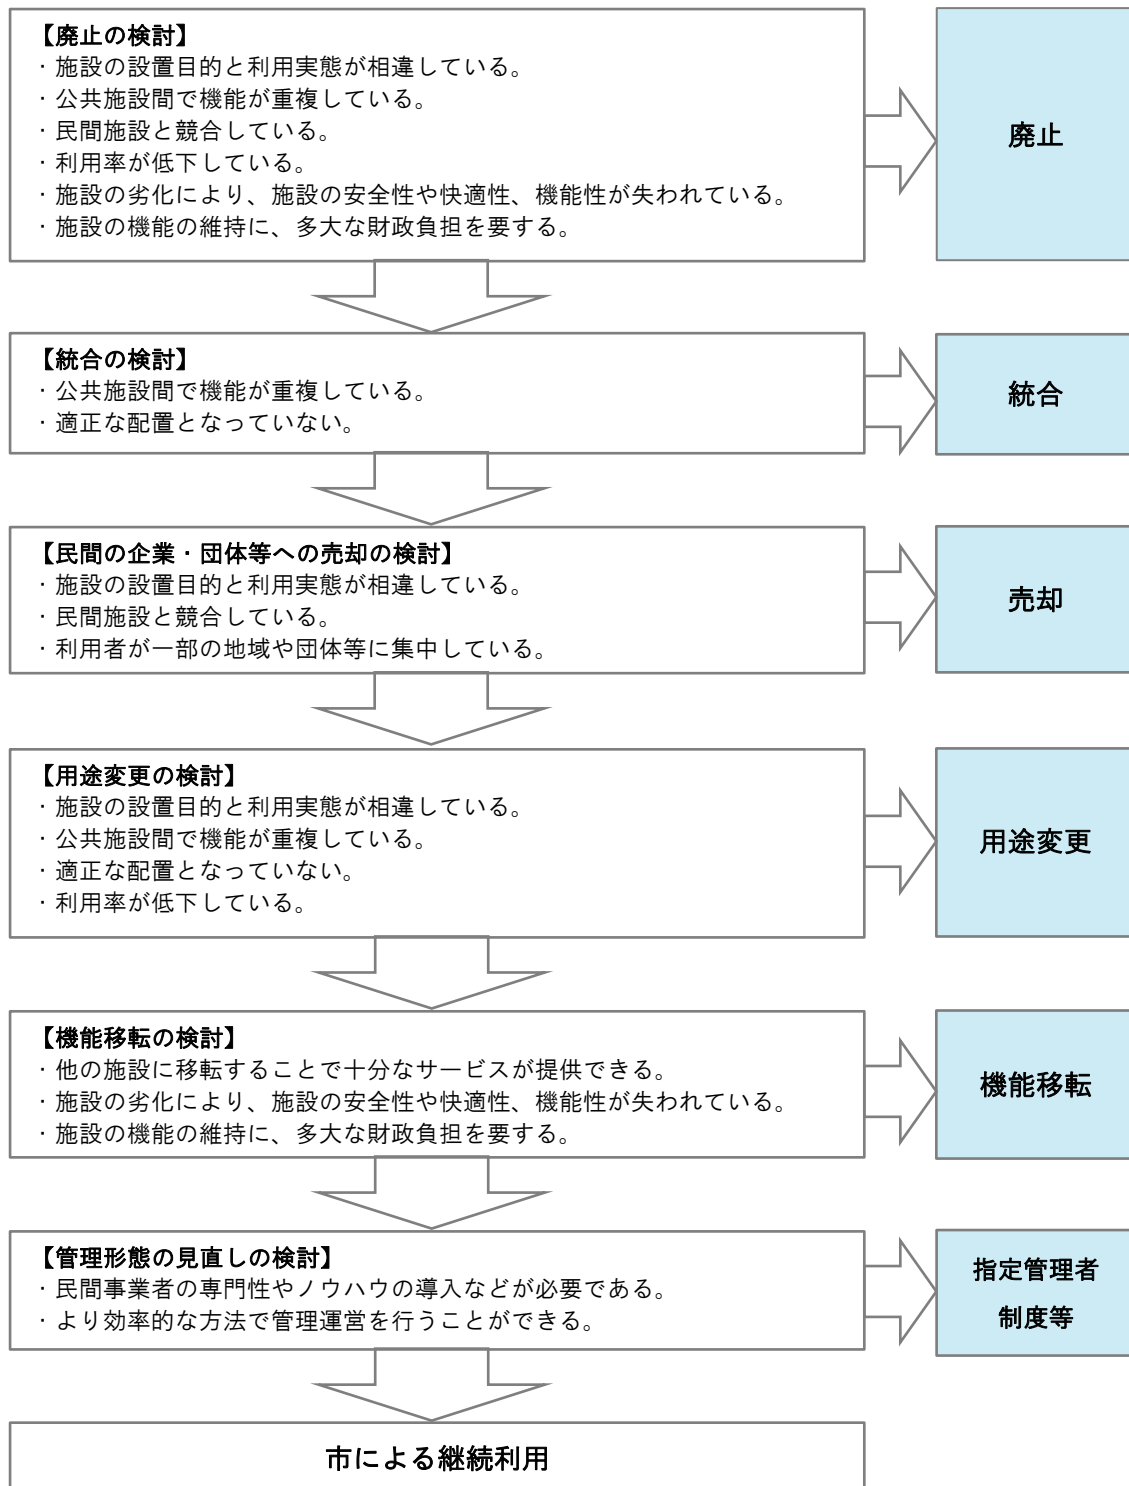 【廃止の検討】
・施設の設置目的と利用実態が相違している。
・公共施設間で機能が重複している。
・民間施設と競合している。
・利用率が低下している。
・施設の劣化により、施設の安全性や快適性、機能性が失われている。
・施設の機能の維持に、多大な財政負担を要する。
廃止
【統合の検討】
・公共施設間で機能が重複している。
・適正な配置となっていない。
統合
【民間の企業・団体等への売却の検討】
・施設の設置目的と利用実態が相違している。
・民間施設と競合している。
・利用者が一部の地域や団体等に集中している。
売却
【用途変更の検討】
・施設の設置目的と利用実態が相違している。
・公共施設間で機能が重複している。
・適正な配置となっていない。
・利用率が低下している。
用途変更
【機能移転の検討】
・他の施設に移転することで十分なサービスが提供できる。
・施設の劣化により、施設の安全性や快適性、機能性が失われている。
・施設の機能の維持に、多大な財政負担を要する。
機能移転
【管理形態の見直しの検討】
・民間事業者の専門性やノウハウの導入などが必要である。
・より効率的な方法で管理運営を行うことができる。
指定管理者
制度等
市による継続利用